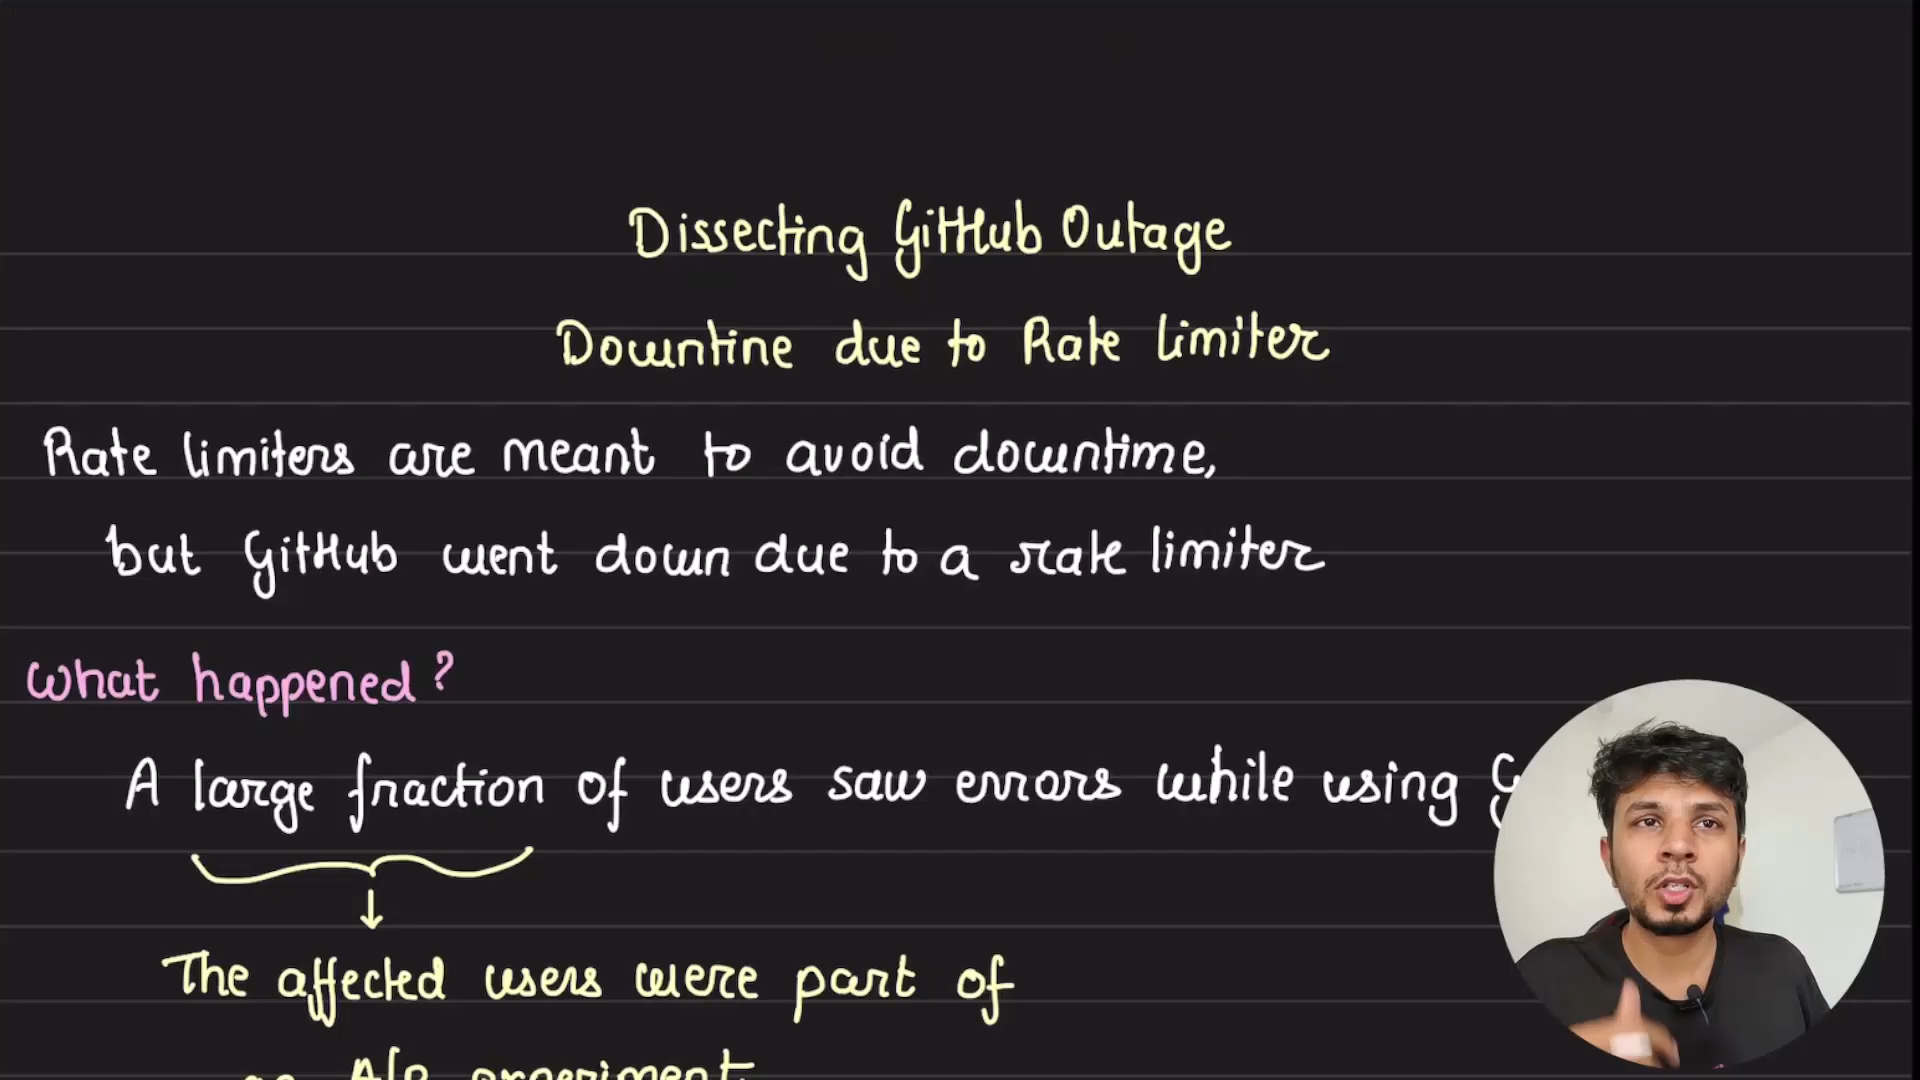 Dissecting GitHub Outage
Downtine due to Rate Limiter
Rate limiters are meant to avoid downtime,
but GitHub went down due to a rate limiter
What happened?
A large fraction of users saw errors while using
The affected users were part of
experiment